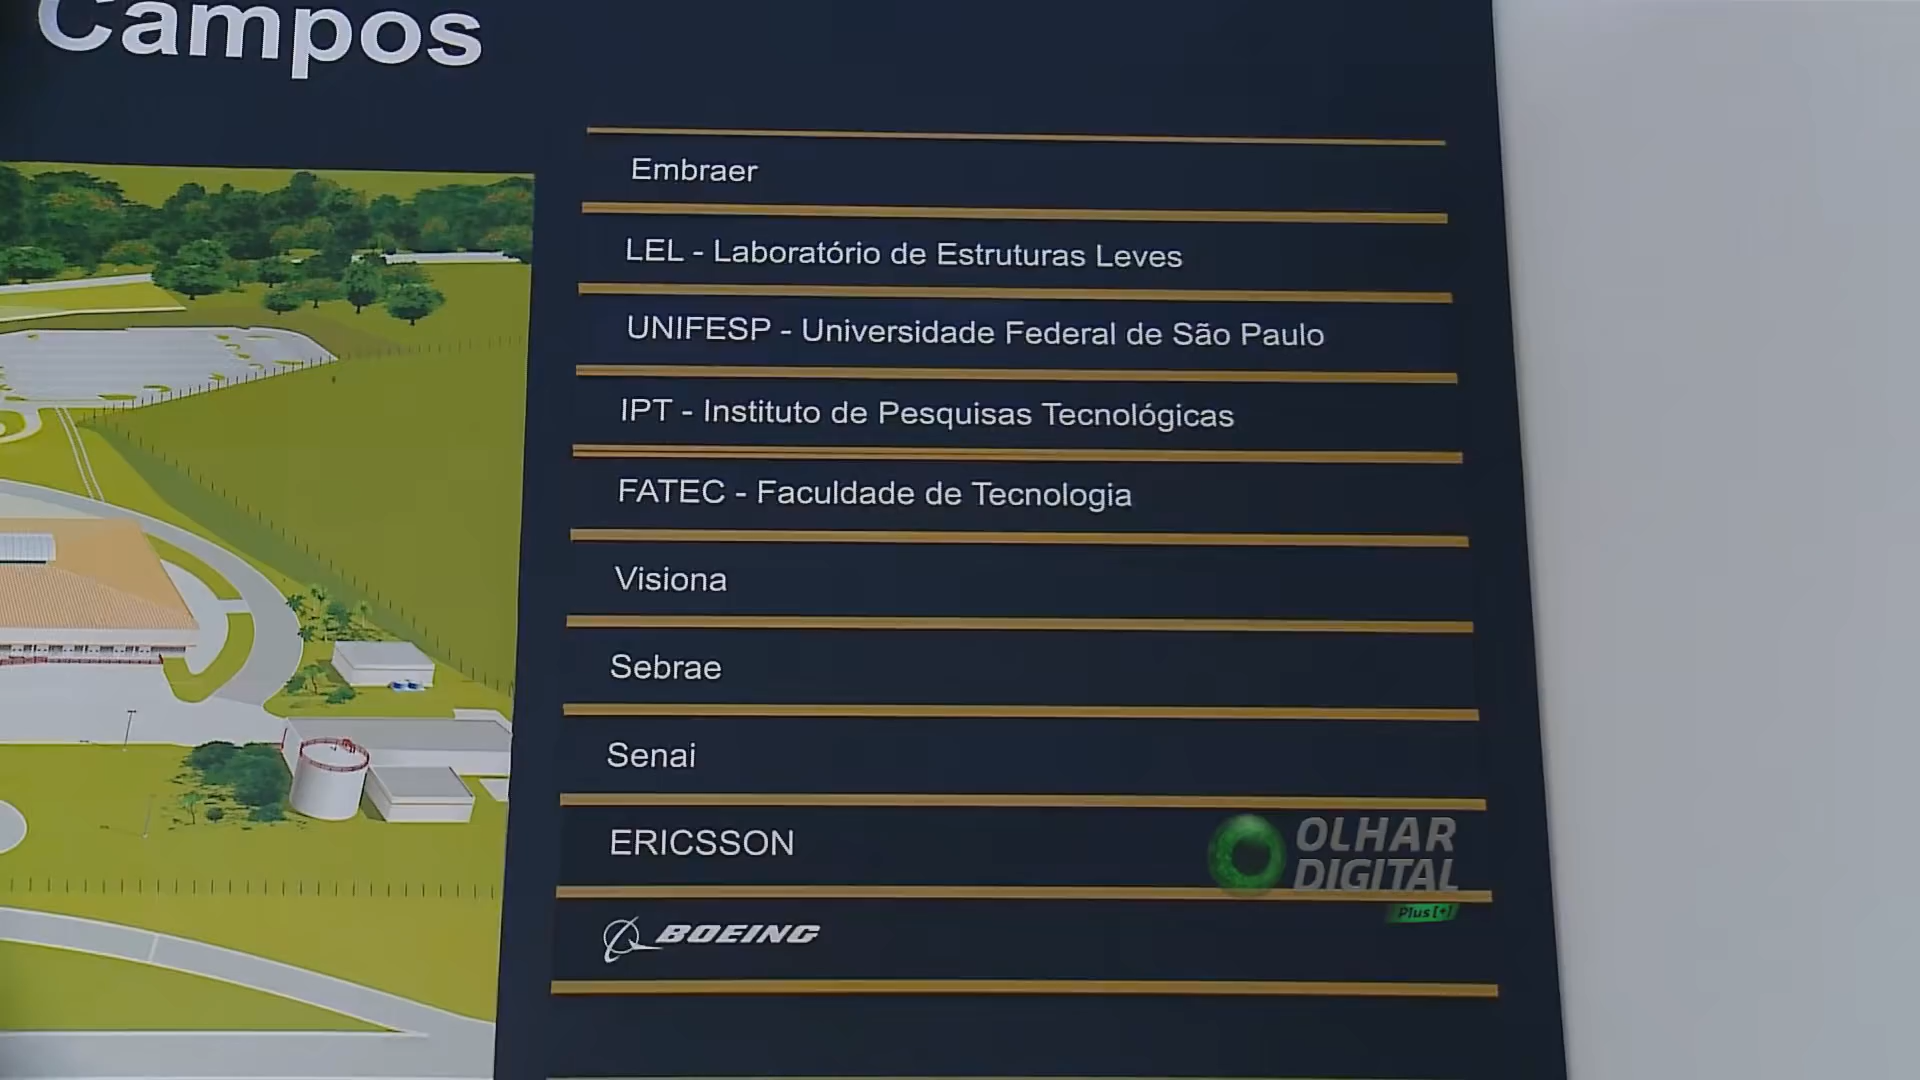 Campos
Embraer
LEL - Laboratório de Estruturas Leves
UNIFESP - Universidade Federal de São Paulo
IPT - Instituto de Pesquisas Tecnológicas
FATEC - Faculdade de Tecnologia
Visiona
Sebrae
Senai
ERICSSON
BOEING
OLHAR
DIGITAL
Plus[+]